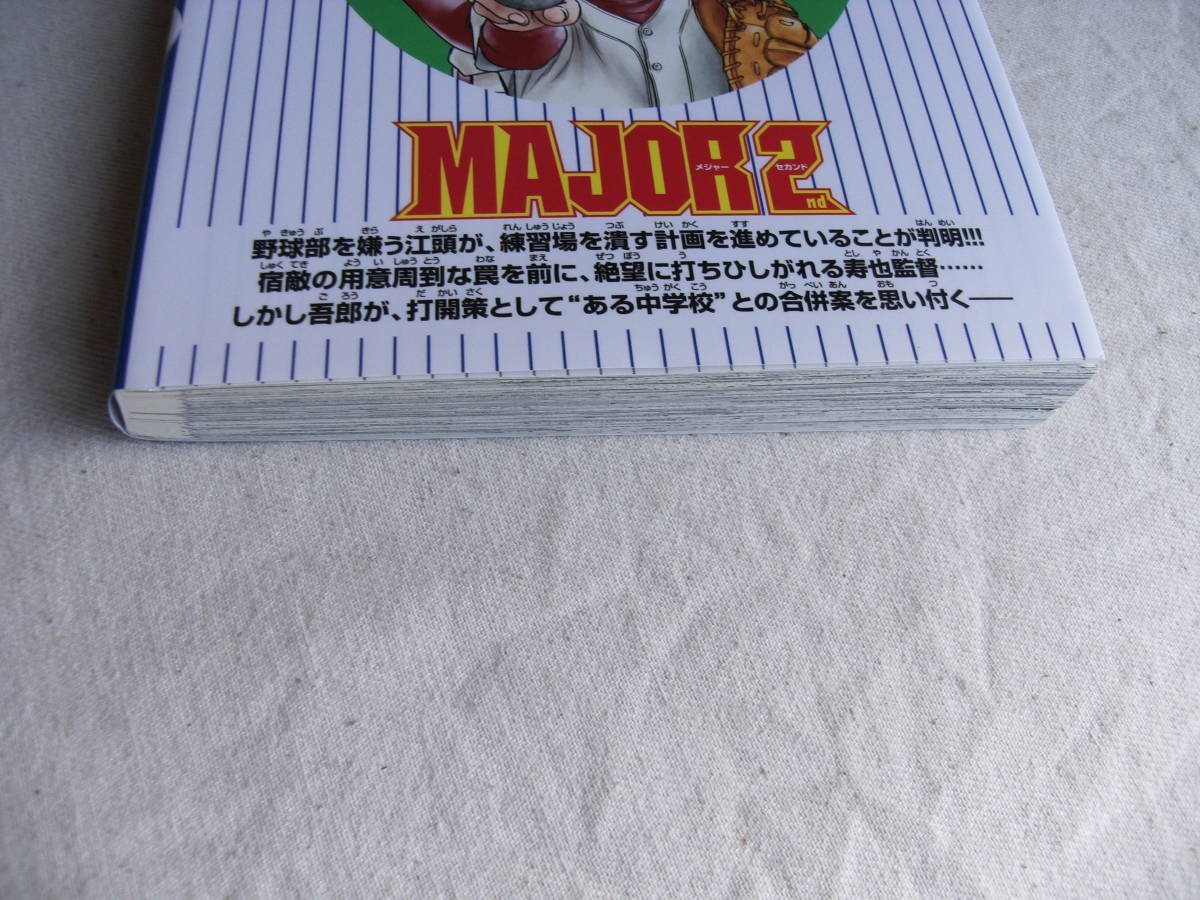 MAJOR 2nd
メジャー セカンド
野球部を嫌う江頭が、練習場を潰す計画を進めていることが判明!!!
宿敵の用意周到な罠を前に、絶望に打ちひしがれる寿也監督……
しかし吾郎が、打開策として“ある中学校”との合併案を思い付く──